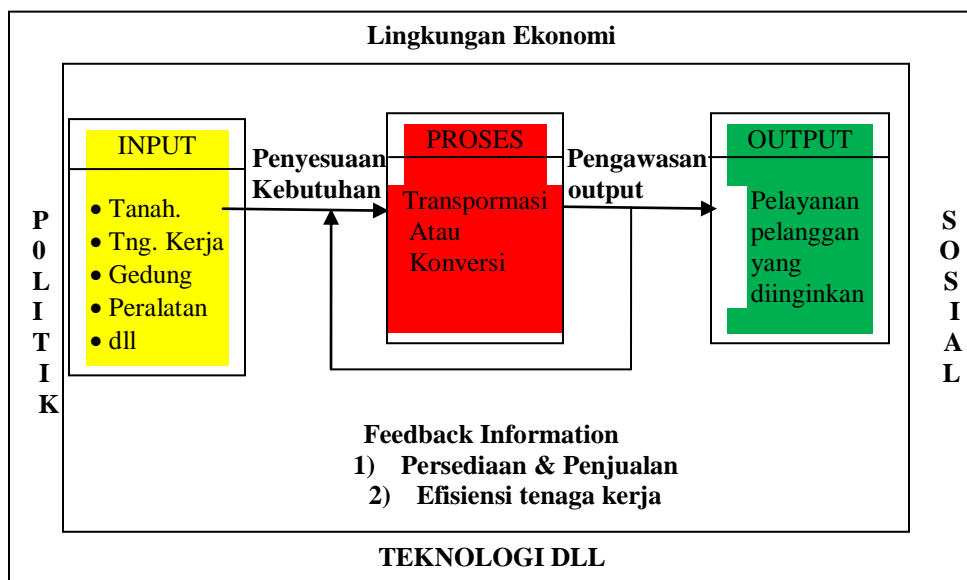 Lingkungan Ekonomi
INPUT
• Tanah.
• Tng. Kerja
• Gedung
• Peralatan
• dll
Penyesuaan
Kebutuhan
PROSES
Transpormasi
Atau
Konversi
Pengawasan
output
OUTPUT
Pelayanan
pelanggan
yang
diinginkan
P
0
L
I
T
I
K
S
O
S
I
A
L
Feedback Information
1) Persediaan & Penjualan
2) Efisiensi tenaga kerja
TEKNOLOGI DLL